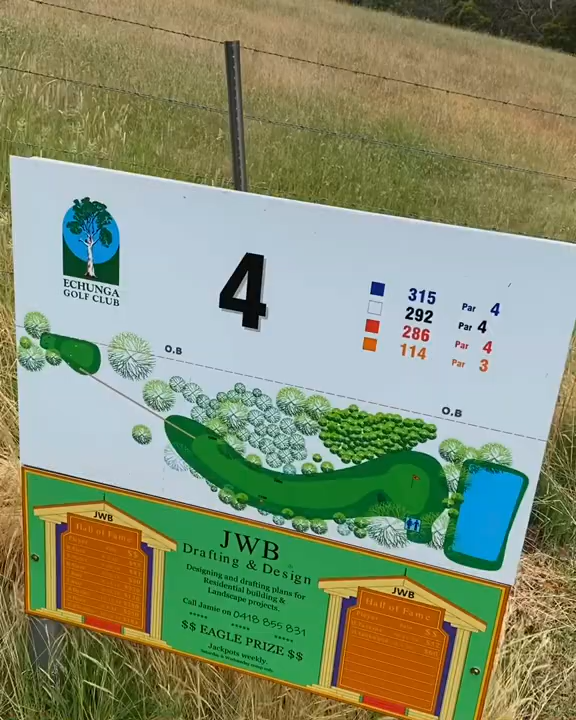 ECHUNGA
GOLF CLUB
4
315 Par 4
292 Par 4
286 Par 4
114 Par 3
O.B
O.B
JWB
Hall of Fame
JWB
Drafting & Design
Designing and drafting plans for
Residential building &
Landscape projects.
Call Jamie on 0418 855 831
***** *****
$$ EAGLE PRIZE $$
Jackpots weekly.
JWB
Hall of Fame